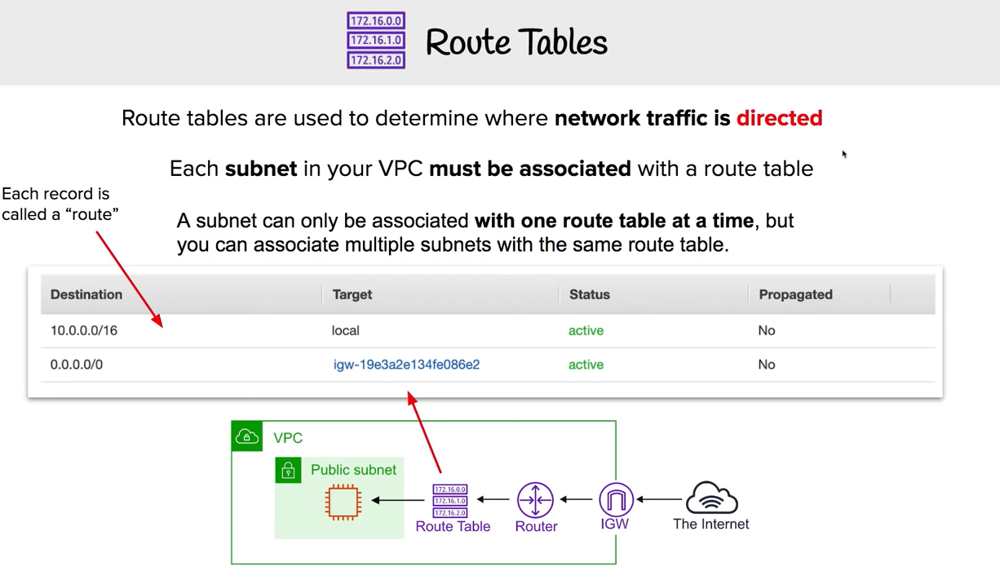 172.16.0.0
172.16.1.0
172.16.2.0
Route Tables
Route tables are used to determine where network traffic is directed
Each subnet in your VPC must be associated with a route table
Each record is
called a “route”
A subnet can only be associated with one route table at a time, but
you can associate multiple subnets with the same route table.
Destination Target Status Propagated
10.0.0.0/16 local active No
0.0.0.0/0 igw-19e3a2e134fe086e2 active No
VPC
Public subnet
172.16.0.0
172.16.1.0
172.16.2.0
Route Table
Router
IGW
The Internet